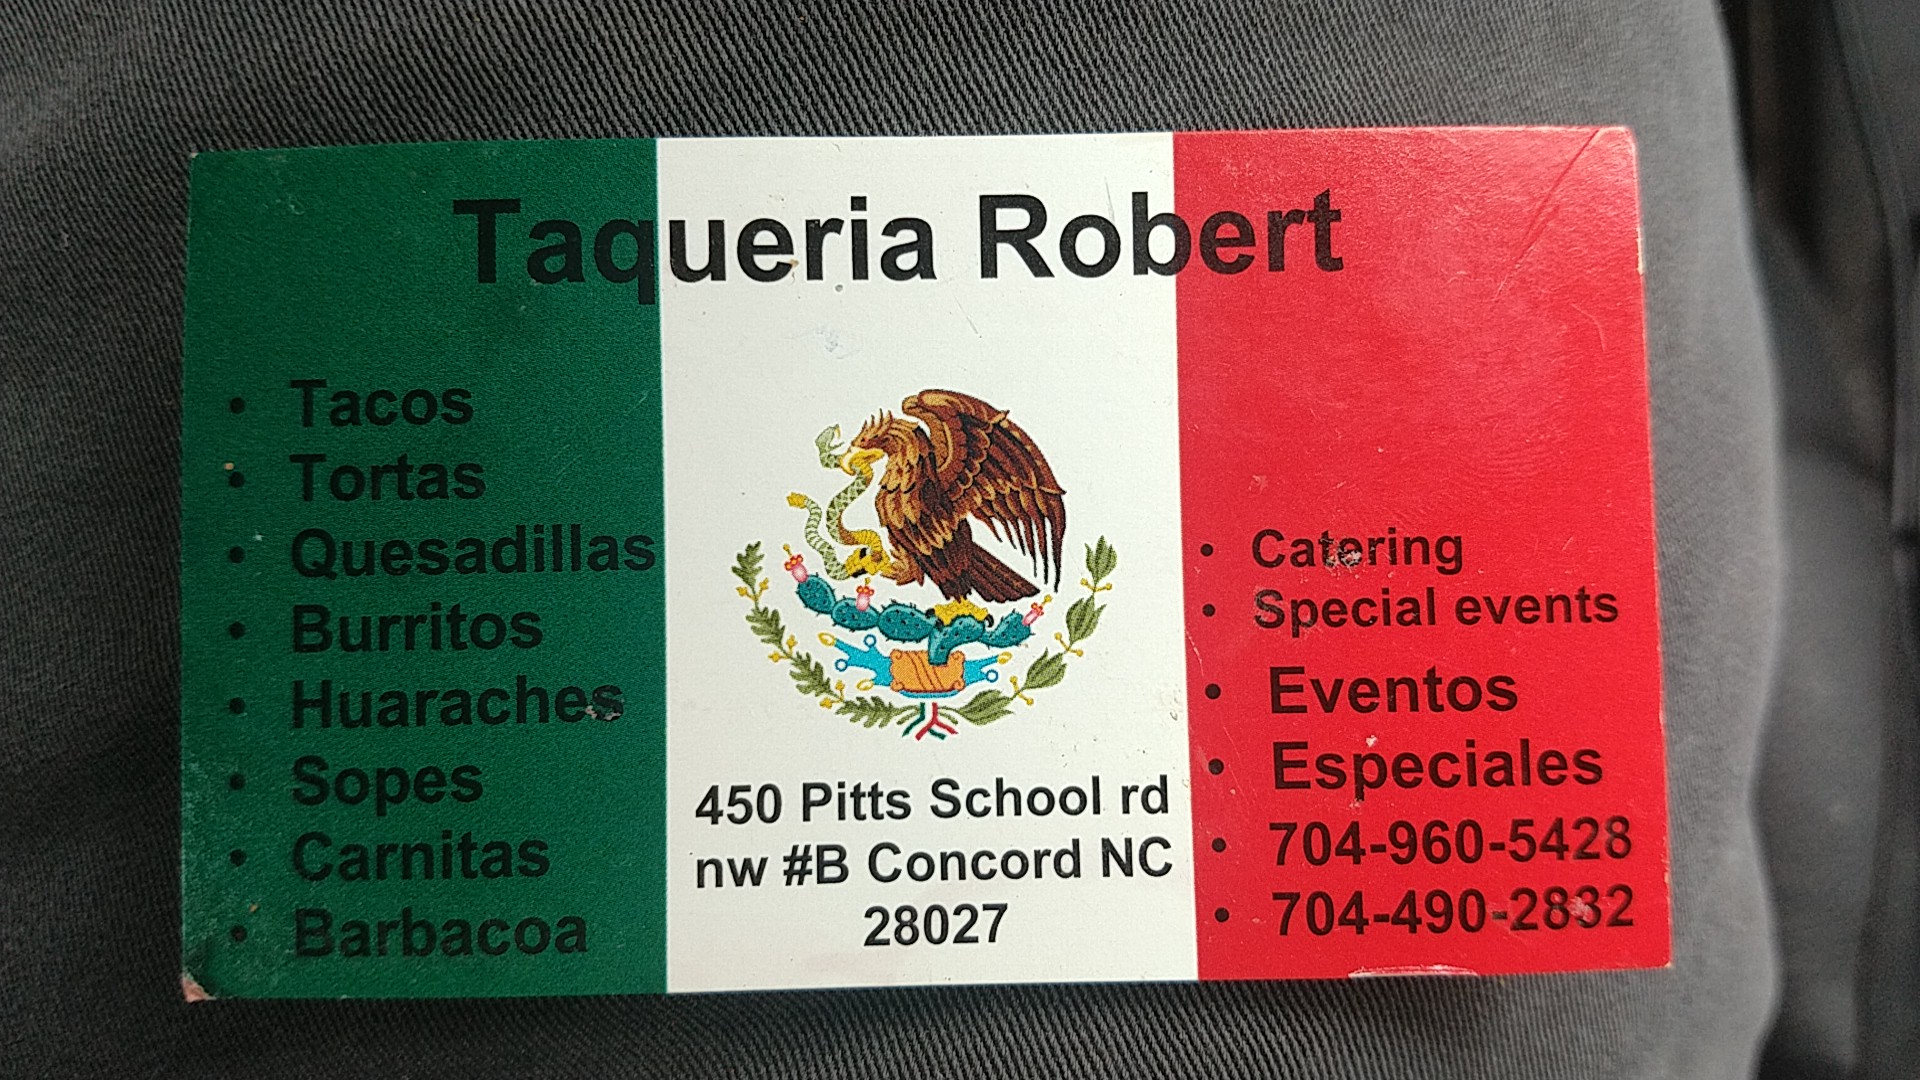 Taqueria Robert
• Tacos
• Tortas
• Quesadillas
• Burritos
• Huaraches
• Sopes
• Carnitas
• Barbacoa
450 Pitts School rd
nw #B Concord NC
28027
• Catering
• Special events
• Eventos
• Especiales
• 704-960-5428
• 704-490-2832